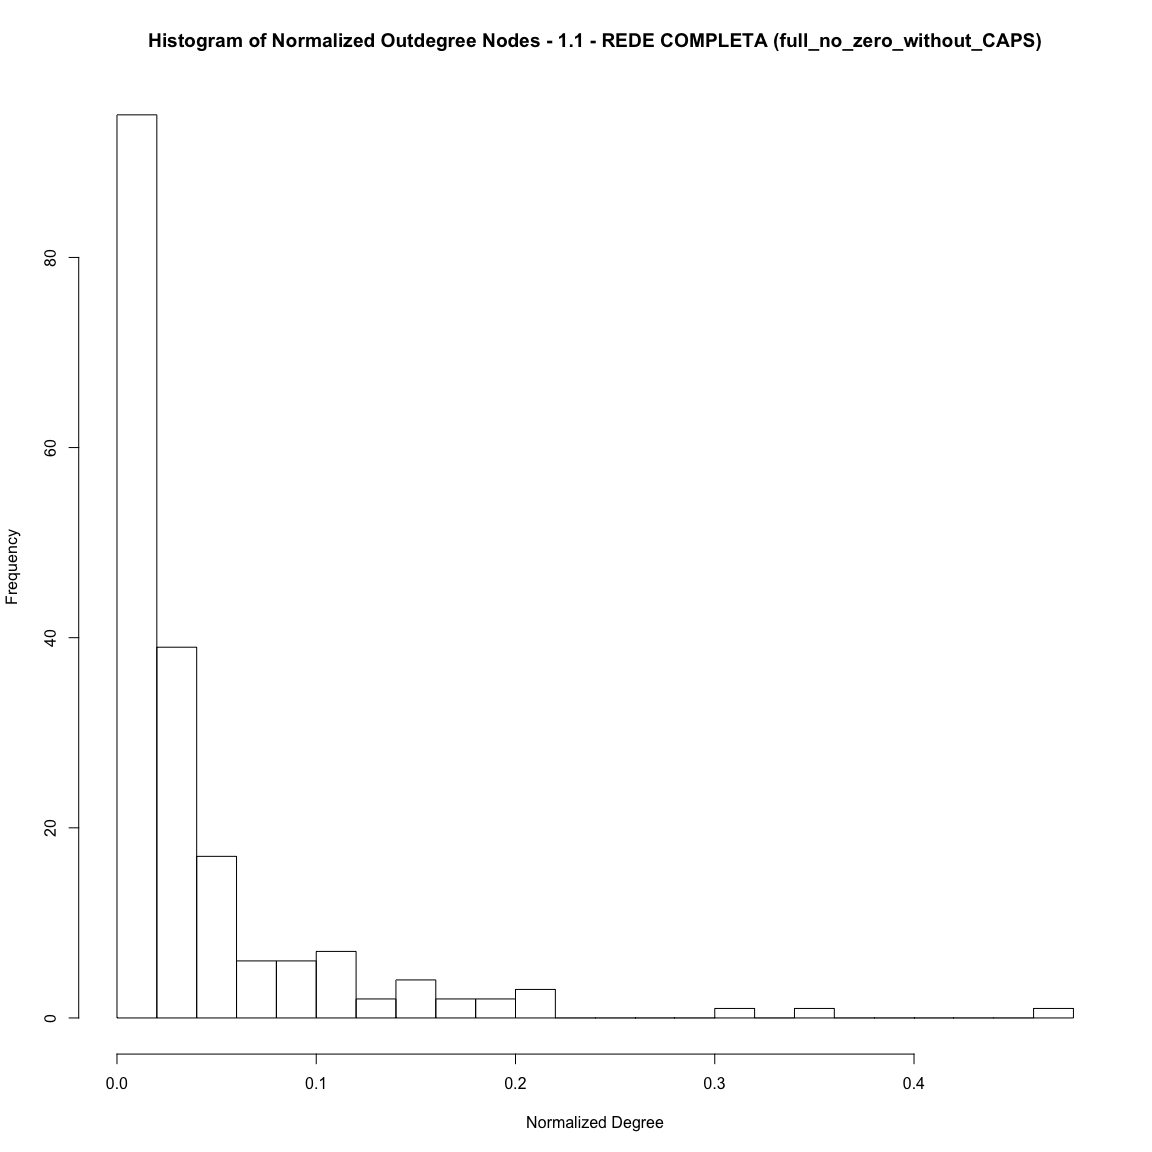 Histogram of Normalized Outdegree Nodes - 1.1 - REDE COMPLETA (full_no_zero_without_CAPS)
Frequency
80
60
40
20
0
0.0 0.1 0.2 0.3 0.4
Normalized Degree